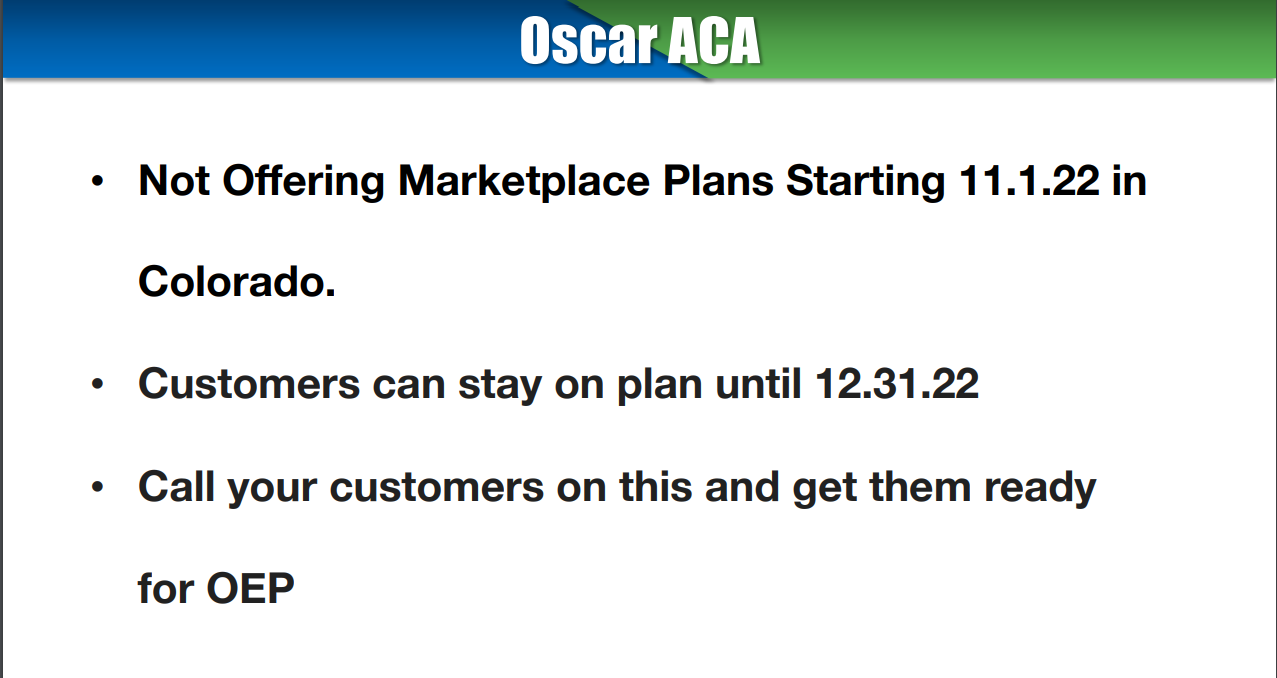 Oscar ACA
• Not Offering Marketplace Plans Starting 11.1.22 in
Colorado.
• Customers can stay on plan until 12.31.22
• Call your customers on this and get them ready
for OEP